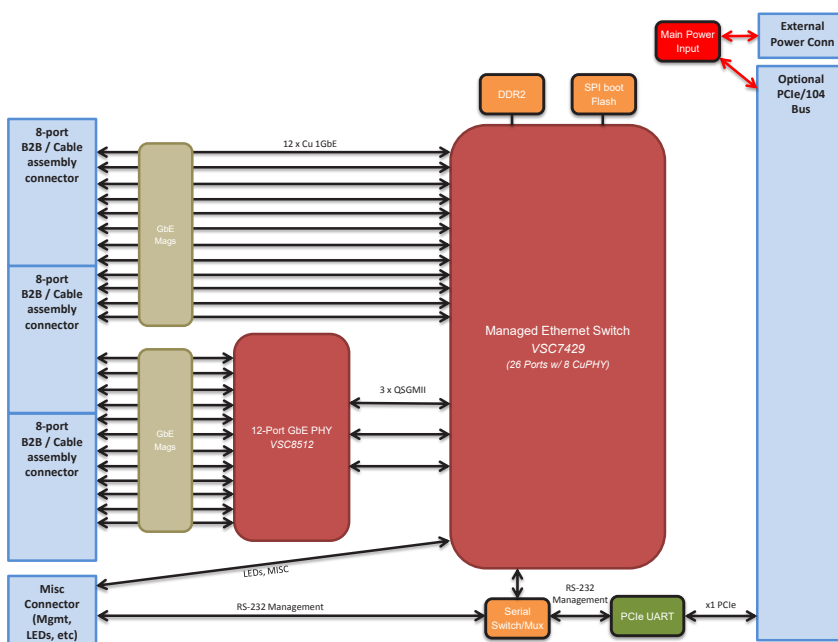 External
Power Conn
Main Power
Input
Optional
PCIe/104
Bus
DDR2
SPI boot
Flash
8-port
B2B / Cable
assembly
connector
12 x Cu 1GbE
GbE
Mags
8-port
B2B / Cable
assembly
connector
Managed Ethernet Switch
VSC7429
(26 Ports w/ 8 CuPHY)
3 x QSGMII
8-port
B2B / Cable
assembly
connector
GbE
Mags
12-Port GbE PHY
VSC8512
LEDs, MISC
Misc
Connector
(Mgmt,
LEDs, etc)
RS-232 Management
Serial
Switch/Mux
RS-232
Management
PCIe UART
x1 PCIe